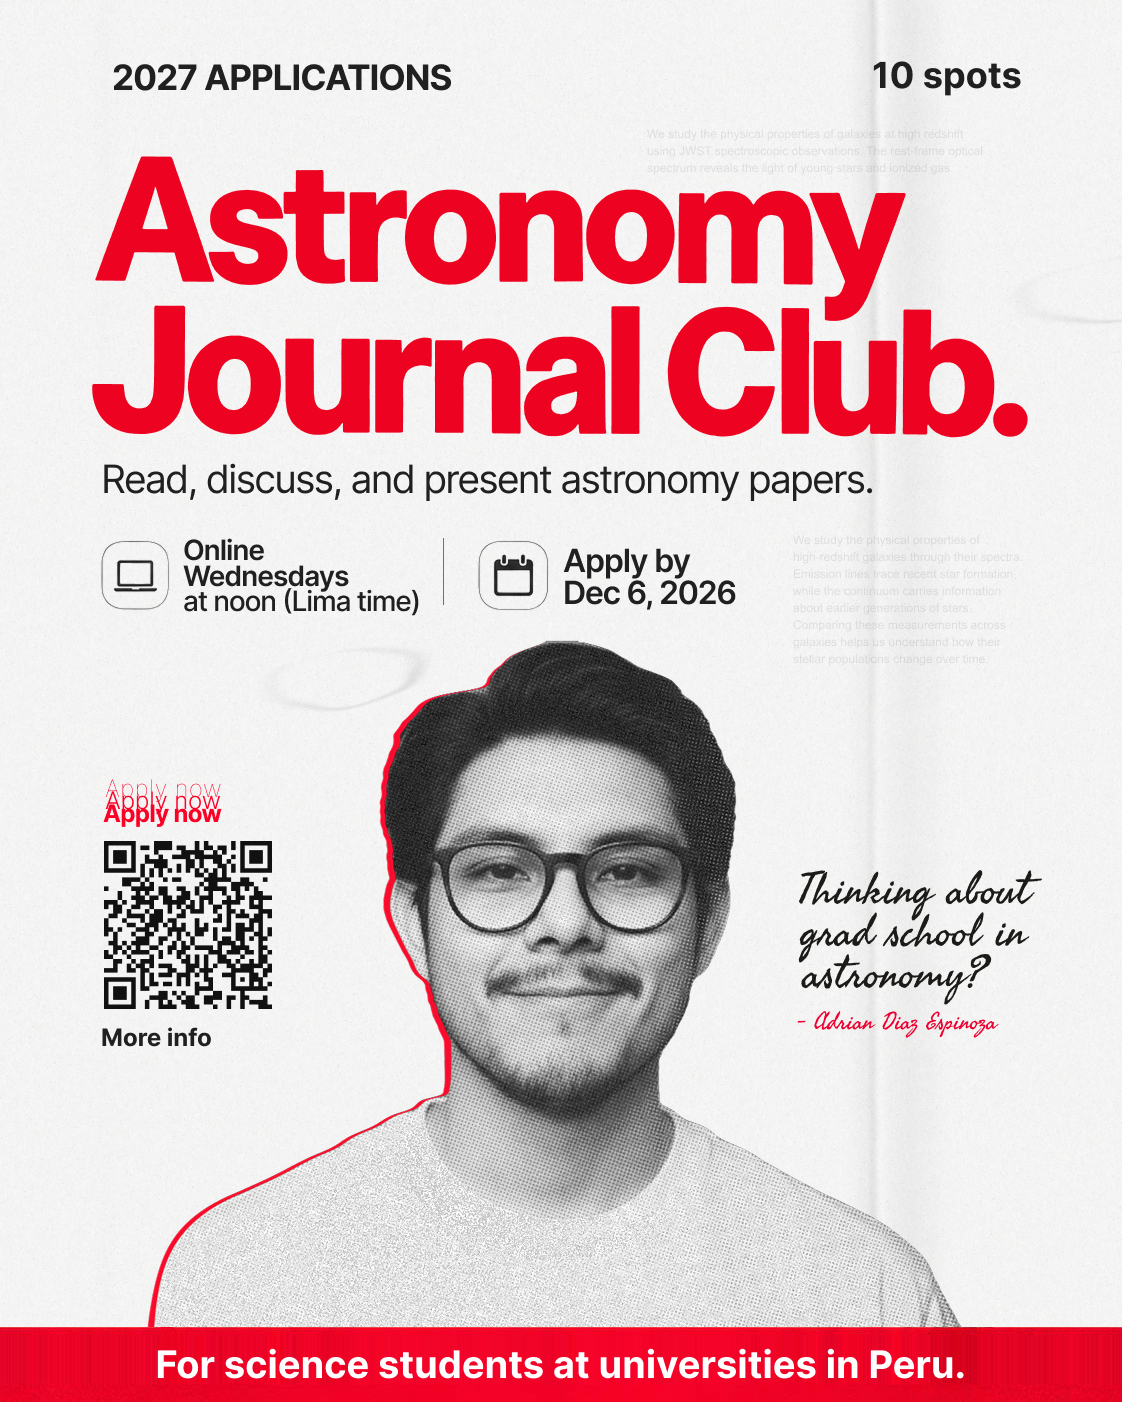 2027 APPLICATIONS
10 spots
We study the physical properties of galaxies at high redshift
using JWST spectroscopic observations. The rest-frame optical
spectrum reveals the light of young stars and ionized gas.
Astronomy
Journal Club.
Read, discuss, and present astronomy papers.
Online
Wednesdays
at noon (Lima time)
Apply by
Dec 6, 2026
We study the physical properties of
high-redshift galaxies through their spectra.
Emission lines trace recent star formation,
while the continuum carries information
about earlier generations of stars.
Comparing these measurements across
galaxies helps us understand how their
stellar populations change over time.
Apply now
Apply now
Apply now
More info
Thinking about
grad school in
astronomy?
- Adrian Diaz Espinoza
For science students at universities in Peru.